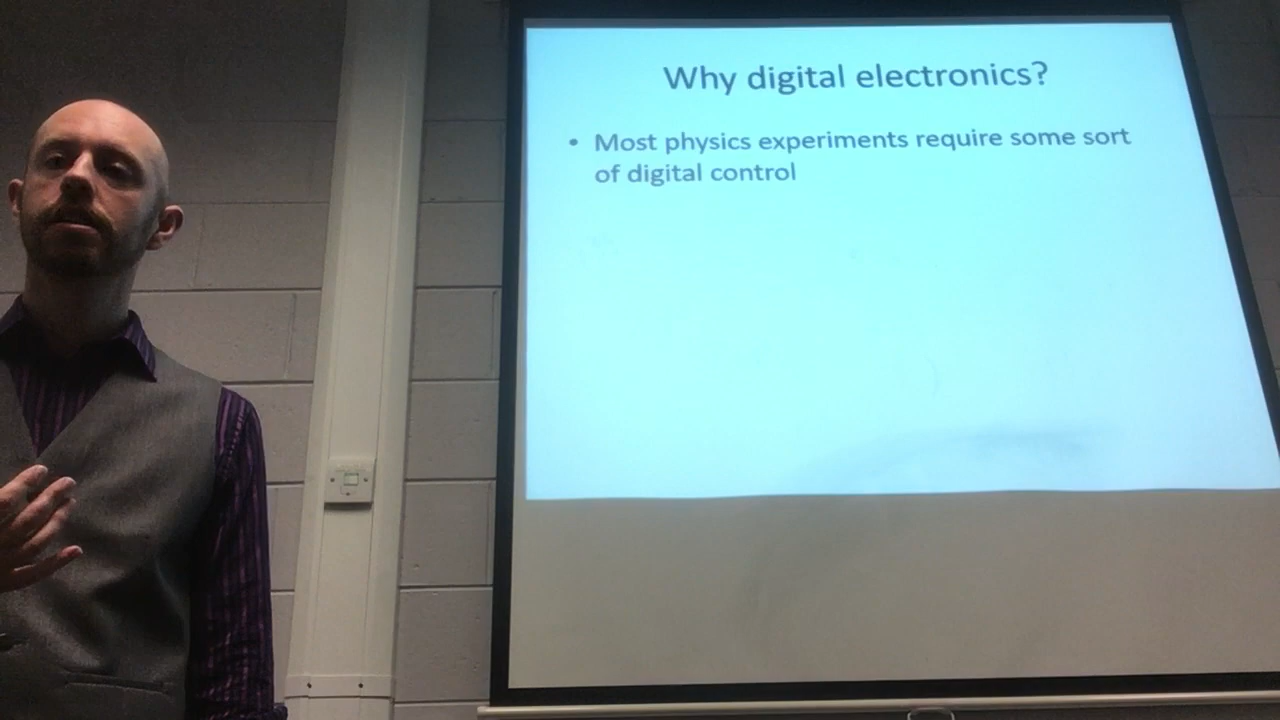 Why digital electronics?
• Most physics experiments require some sort
of digital control